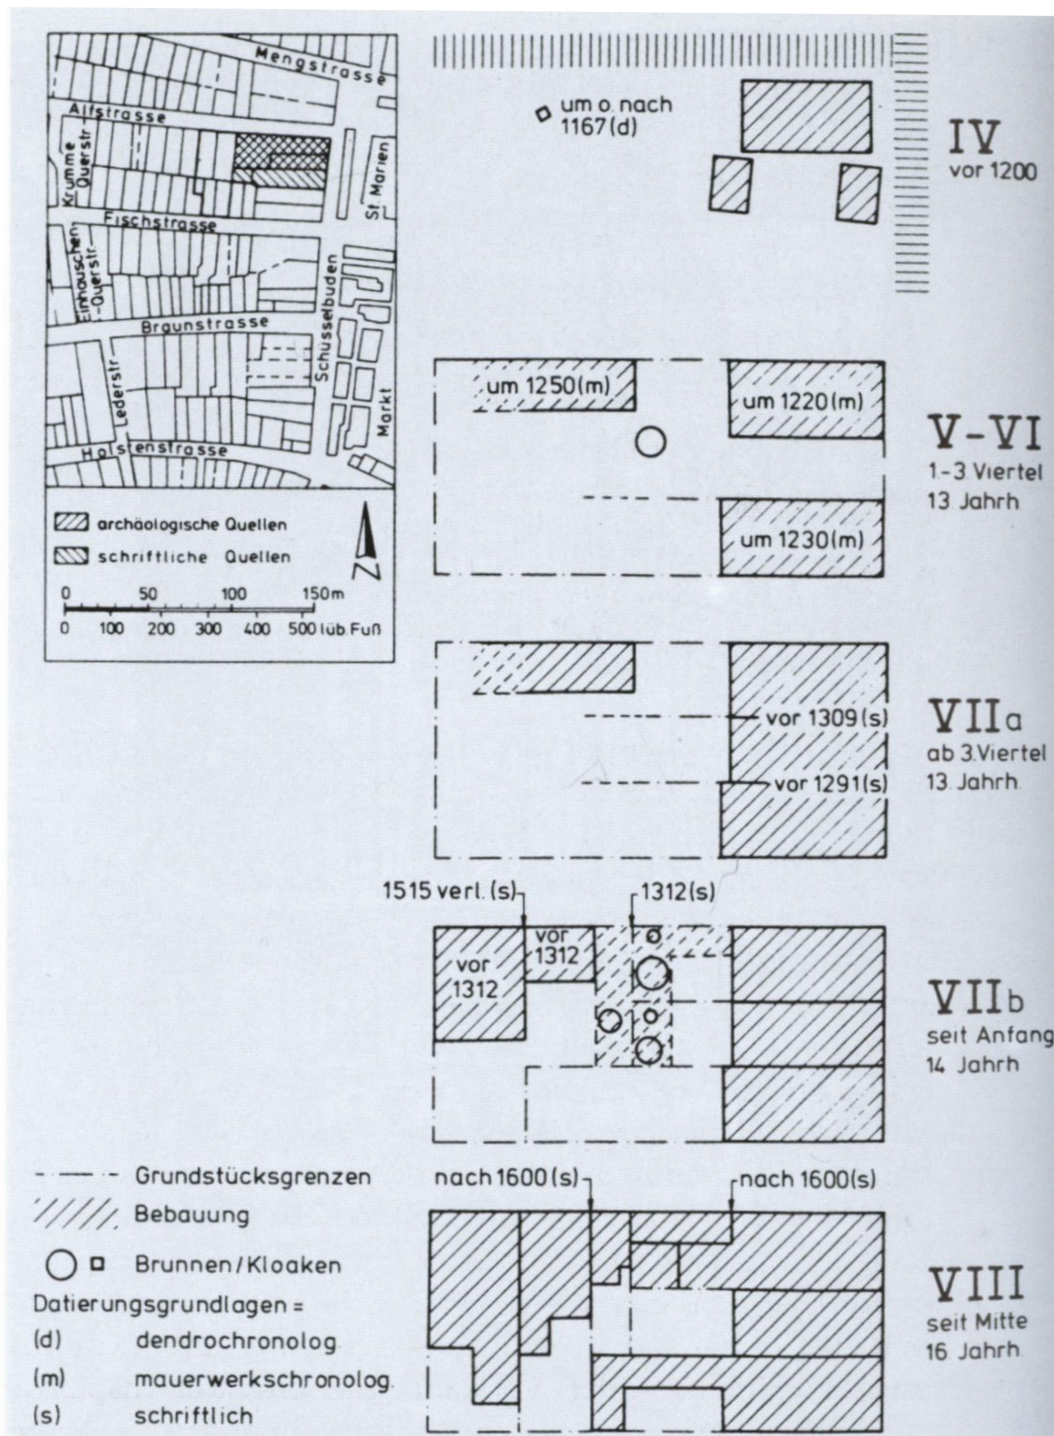 Mengstrasse
Alfstrasse
Krumme
Querstr.
St. Marien
Fischstrasse
Einhäuschen-
-Querstr.
Schüsselbuden
Braunstrasse
Lederstr.
Markt
Holstenstrasse
archäologische Quellen
schriftliche Quellen
N
0 50 100 150m
0 100 200 300 400 500 lüb. Fuß
um o. nach
1167(d)
IV
vor 1200
um 1250(m)
um 1220(m)
um 1230(m)
V-VI
1.-3. Viertel
13. Jahrh
vor 1309(s)
vor 1291(s)
VIIa
ab 3. Viertel
13. Jahrh.
1515 verl. (s)
1312(s)
vor
1312
vor
1312
VIIb
seit Anfang
14. Jahrh
nach 1600(s)
nach 1600(s)
VIII
seit Mitte
16. Jahrh.
Grundstücksgrenzen
Bebauung
Brunnen/Kloaken
Datierungsgrundlagen =
(d) dendrochronolog.
(m) mauerwerkschronolog.
(s) schriftlich